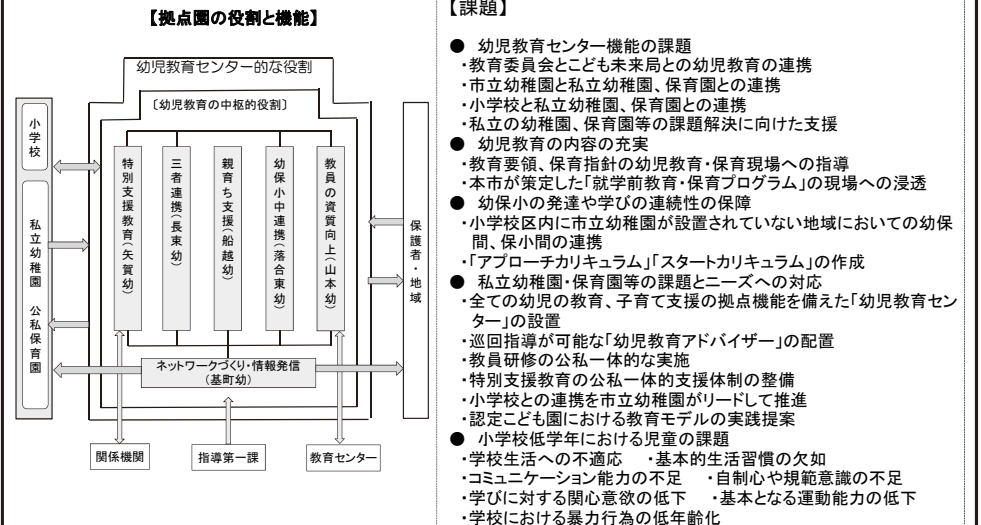 【拠点園の役割と機能】
幼児教育センター的な役割
〔幼児教育の中枢的役割〕
小学校
私立幼稚園　公私保育園
特別支援教育(矢賀幼)
三者連携(長束幼)
親育ち支援(船越幼)
幼保小中連携(落合東幼)
教員の資質向上(山本幼)
保護者・地域
ネットワークづくり・情報発信
(基町幼)
関係機関
指導第一課
教育センター
【課題】
● 幼児教育センター機能の課題
・教育委員会とこども未来局との幼児教育の連携
・市立幼稚園と私立幼稚園、保育園との連携
・小学校と私立幼稚園、保育園との連携
・私立の幼稚園、保育園等の課題解決に向けた支援
● 幼児教育の内容の充実
・教育要領、保育指針の幼児教育・保育現場への指導
・本市が策定した「就学前教育・保育プログラム」の現場への浸透
● 幼保小の発達や学びの連続性の保障
・小学校区内に市立幼稚園が設置されていない地域においての幼保
間、保小間の連携
・「アプローチカリキュラム」「スタートカリキュラム」の作成
● 私立幼稚園・保育園等の課題とニーズへの対応
・全ての幼児の教育、子育て支援の拠点機能を備えた「幼児教育セン
ター」の設置
・巡回指導が可能な「幼児教育アドバイザー」の配置
・教員研修の公私一体的な実施
・特別支援教育の公私一体的支援体制の整備
・小学校との連携を市立幼稚園がリードして推進
・認定こども園における教育モデルの実践提案
● 小学校低学年における児童の課題
・学校生活への不適応　・基本的生活習慣の欠如
・コミュニケーション能力の不足　・自制心や規範意識の不足
・学びに対する関心意欲の低下　・基本となる運動能力の低下
・学校における暴力行為の低年齢化